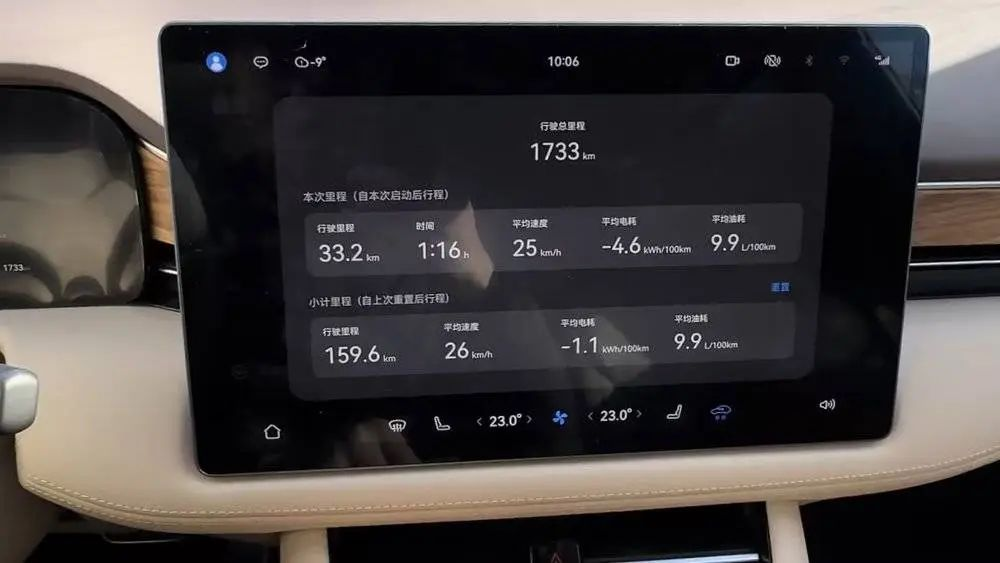 -9°
10:06
4G
行驶总里程
1733 km
本次里程（自本次启动后行程）
行驶里程 时间 平均速度 平均电耗 平均油耗
33.2 km 1:16 h 25 km/h -4.6 kWh/100km 9.9 L/100km
小计里程（自上次重置后行程） 重置
行驶里程 平均速度 平均电耗 平均油耗
159.6 km 26 km/h -1.1 kWh/100km 9.9 L/100km
< 23.0° > < 23.0° >
1733 km